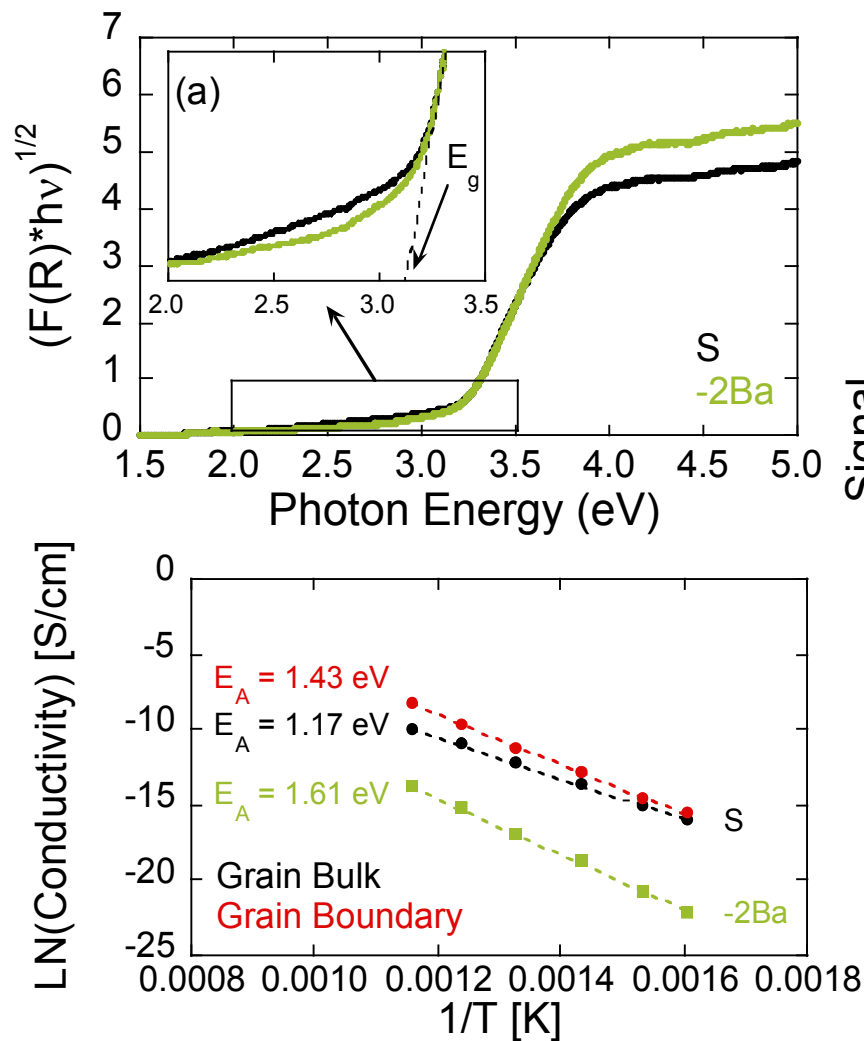 (F(R)*hν)^1/2
7
6
5
4
3
2
1
0
(a)
E_g
2.0 2.5 3.0 3.5
S
-2Ba
1.5 2.0 2.5 3.0 3.5 4.0 4.5 5.0
Photon Energy (eV)
Signal
LN(Conductivity) [S/cm]
0
-5
-10
-15
-20
-25
E_A = 1.43 eV
E_A = 1.17 eV
E_A = 1.61 eV
S
-2Ba
Grain Bulk
Grain Boundary
0.0008 0.0010 0.0012 0.0014 0.0016 0.0018
1/T [K]